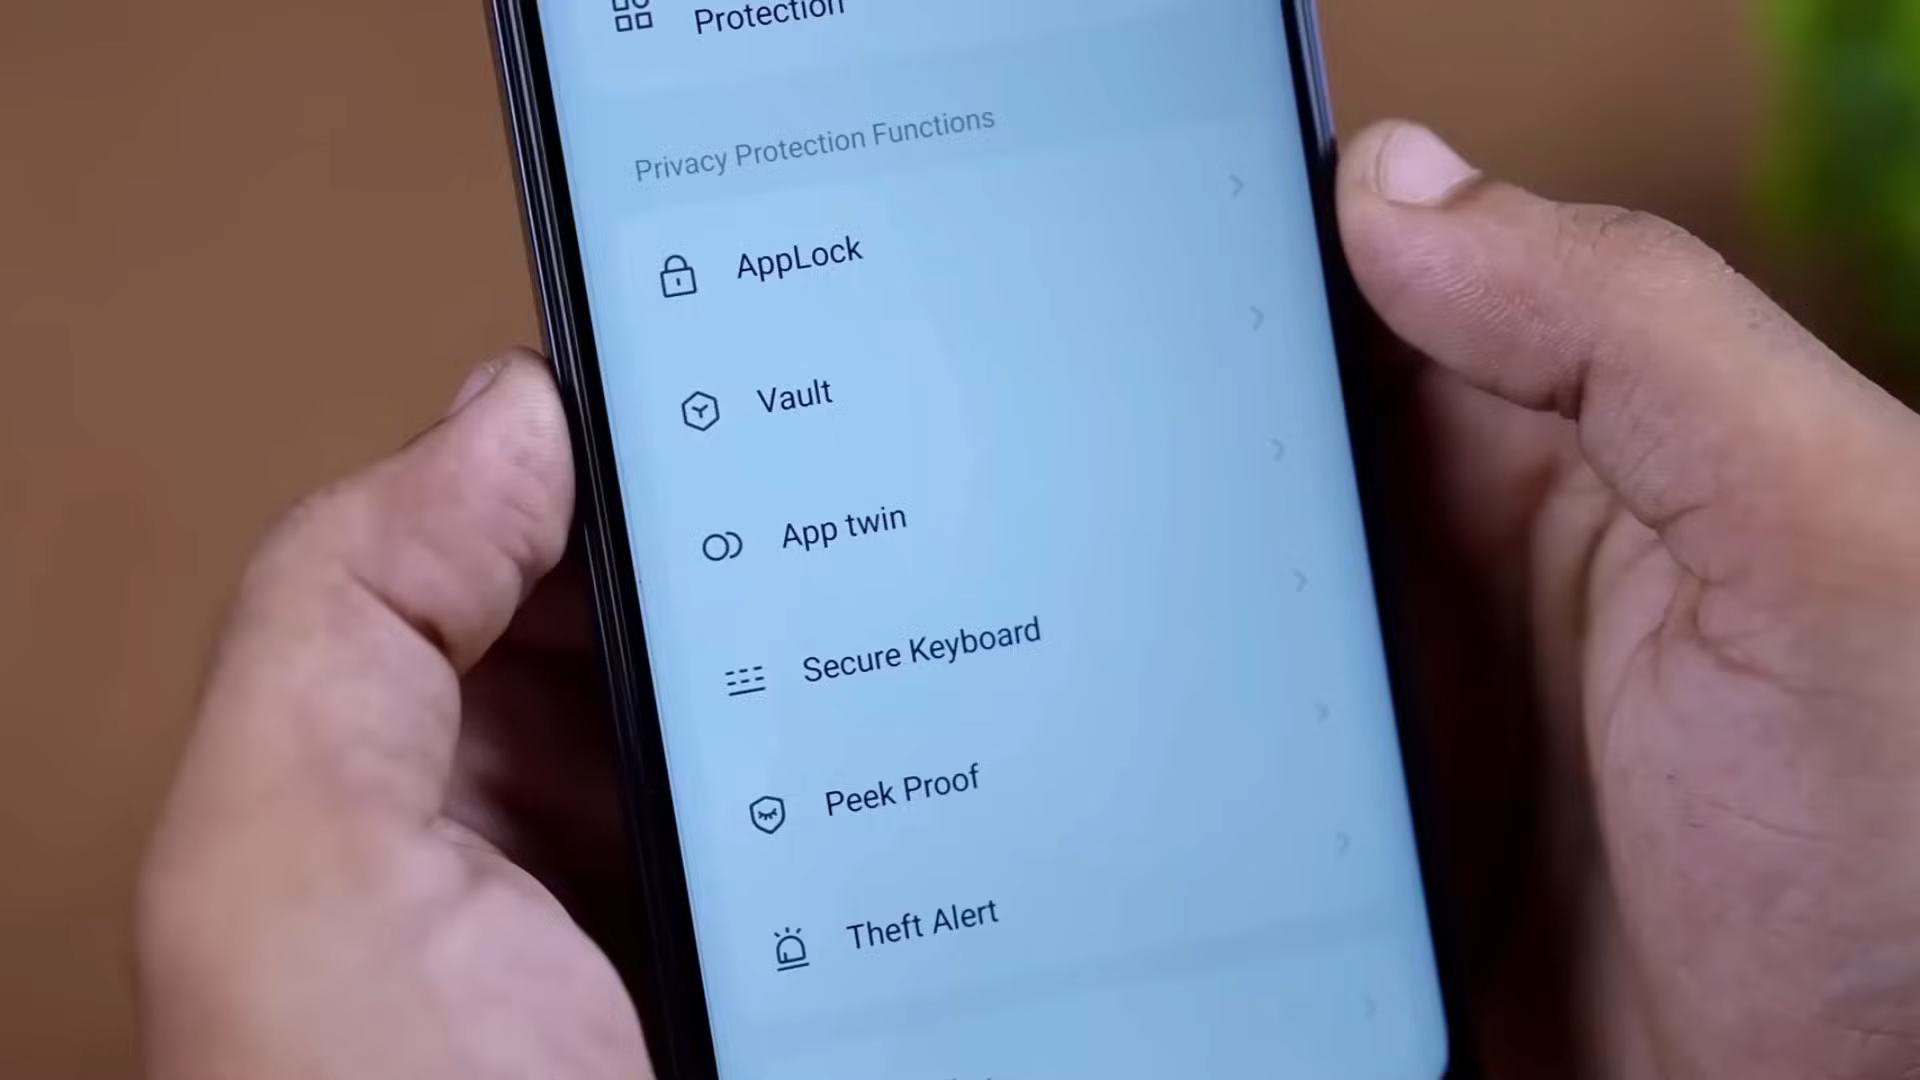 Protection
Privacy Protection Functions
AppLock
Vault
App twin
Secure Keyboard
Peek Proof
Theft Alert